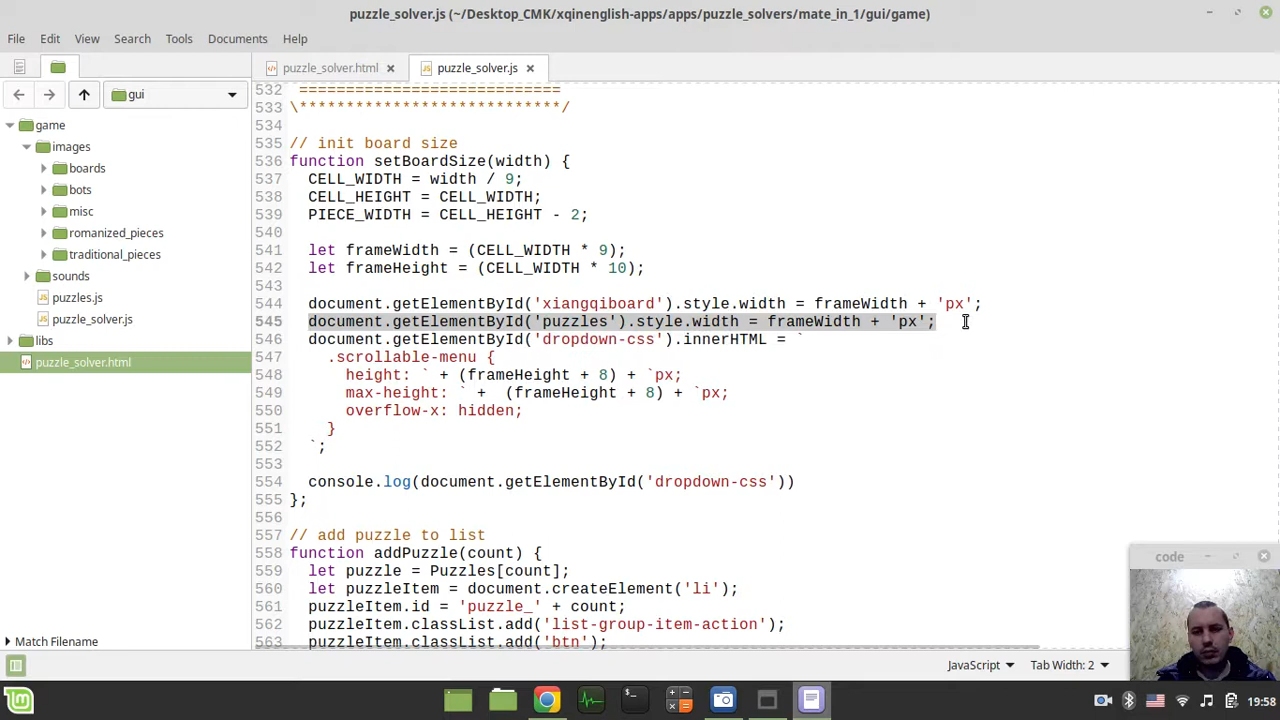 puzzle_solver.js (~/Desktop_CMK/xqinenglish-apps/apps/puzzle_solvers/mate_in_1/gui/game)
File Edit View Search Tools Documents Help
puzzle_solver.html puzzle_solver.js
gui
game
images
boards
bots
misc
romanized_pieces
traditional_pieces
sounds
puzzles.js
puzzle_solver.js
libs
puzzle_solver.html
Match Filename
532 ============================
533 \***************************/
534
535 // init board size
536 function setBoardSize(width) {
537 CELL_WIDTH = width / 9;
538 CELL_HEIGHT = CELL_WIDTH;
539 PIECE_WIDTH = CELL_HEIGHT - 2;
540
541 let frameWidth = (CELL_WIDTH * 9);
542 let frameHeight = (CELL_WIDTH * 10);
543
544 document.getElementById('xiangqiboard').style.width = frameWidth + 'px';
545 document.getElementById('puzzles').style.width = frameWidth + 'px';
546 document.getElementById('dropdown-css').innerHTML = `
547 .scrollable-menu {
548 height: ` + (frameHeight + 8) + `px;
549 max-height: ` +  (frameHeight + 8) + `px;
550 overflow-x: hidden;
551 }
552 `;
553
554 console.log(document.getElementById('dropdown-css'))
555 };
556
557 // add puzzle to list
558 function addPuzzle(count) {
559 let puzzle = Puzzles[count];
560 let puzzleItem = document.createElement('li');
561 puzzleItem.id = 'puzzle_' + count;
562 puzzleItem.classList.add('list-group-item-action');
563 puzzleItem.classList.add('btn');
code
JavaScript Tab Width: 2
19:58